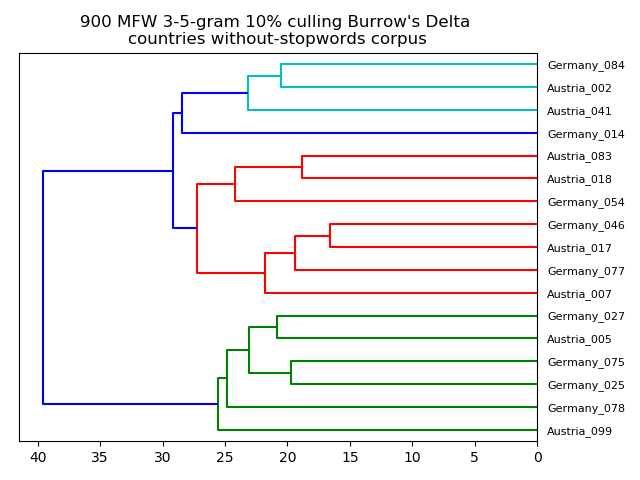 900 MFW 3-5-gram 10% culling Burrow's Delta
countries without-stopwords corpus
Germany_084
Austria_002
Austria_041
Germany_014
Austria_083
Austria_018
Germany_054
Germany_046
Austria_017
Germany_077
Austria_007
Germany_027
Austria_005
Germany_075
Germany_025
Germany_078
Austria_099
40 35 30 25 20 15 10 5 0